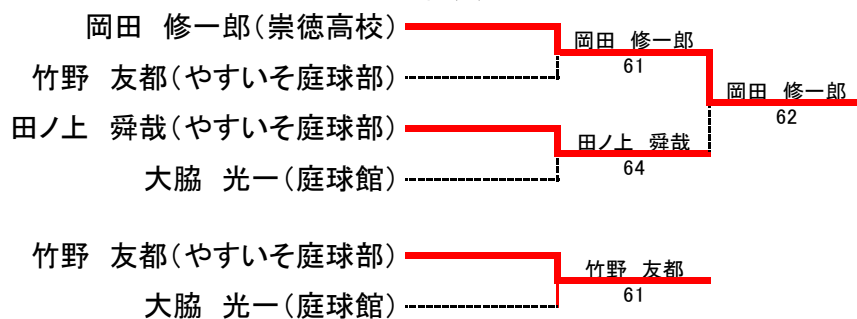 岡田　修一郎(崇徳高校)
岡田　修一郎
61
竹野　友都(やすいそ庭球部)
岡田　修一郎
62
田ノ上　舜哉(やすいそ庭球部)
田ノ上　舜哉
64
大脇　光一(庭球館)
竹野　友都(やすいそ庭球部)
竹野　友都
61
大脇　光一(庭球館)